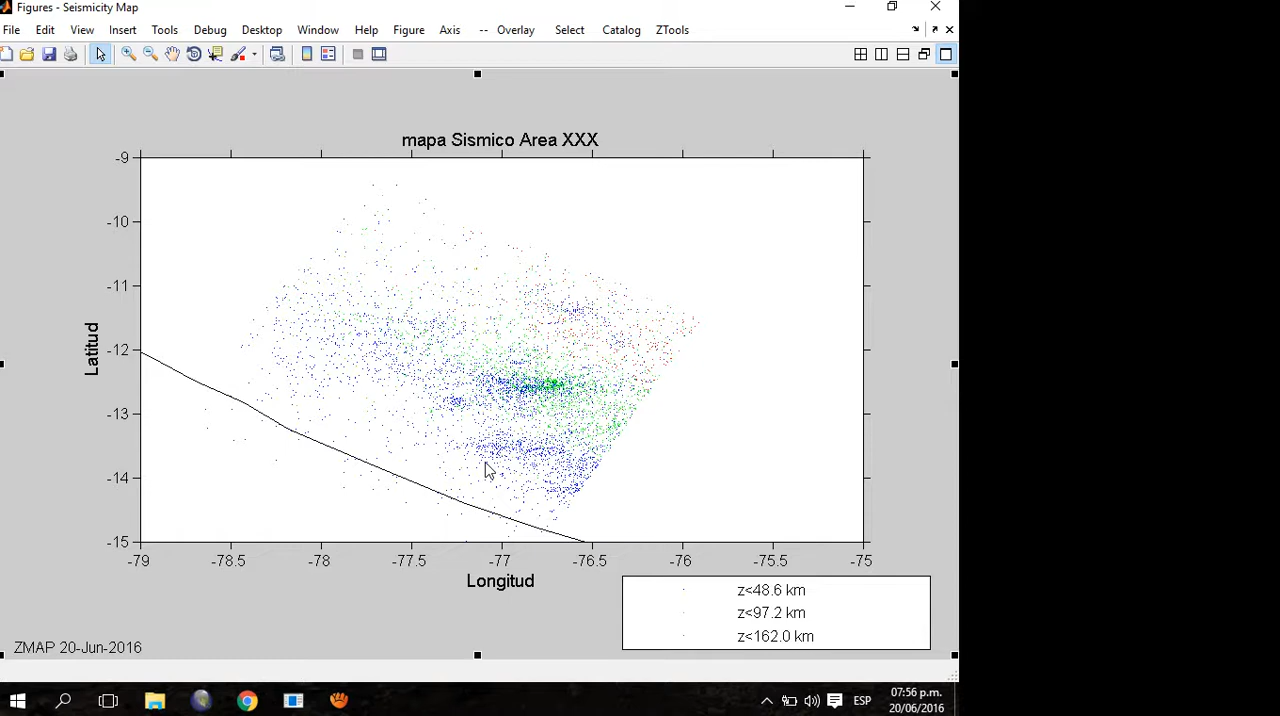 Figures - Seismicity Map
File Edit View Insert Tools Debug Desktop Window Help Figure Axis -- Overlay Select Catalog ZTools
mapa Sismico Area XXX
-9
-10
-11
-12
-13
-14
-15
Latitud
-79 -78.5 -78 -77.5 -77 -76.5 -76 -75.5 -75
Longitud
z<48.6 km
z<97.2 km
z<162.0 km
ZMAP 20-Jun-2016
ESP
07:56 p.m.
20/06/2016